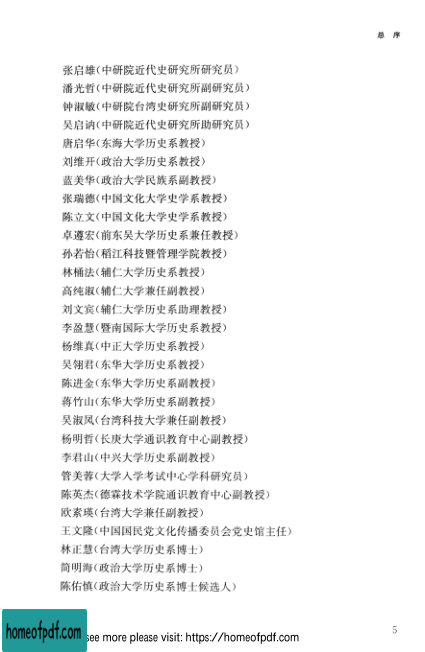 总 序
张启雄(中研院近代史研究所研究员)
潘光哲(中研院近代史研究所副研究员)
钟淑敏(中研院台湾史研究所副研究员)
吴启讷(中研院近代史研究所助研究员)
唐启华(东海大学历史系教授)
刘维开(政治大学历史系教授)
蓝美华(政治大学民族系副教授)
张瑞德(中国文化大学史学系教授)
陈立文(中国文化大学史学系教授)
卓遵宏(前东吴大学历史系兼任教授)
孙若怡(稻江科技暨管理学院教授)
林桶法(辅仁大学历史系教授)
高纯淑(辅仁大学兼任副教授)
刘文宾(辅仁大学历史系助理教授)
李盈慧(暨南国际大学历史系教授)
杨维真(中正大学历史系教授)
吴翎君(东华大学历史系教授)
陈进金(东华大学历史系副教授)
蒋竹山(东华大学历史系副教授)
吴淑凤(台湾科技大学兼任副教授)
杨明哲(长庚大学通识教育中心副教授)
李君山(中兴大学历史系副教授)
管美蓉(大学入学考试中心学科研究员)
陈英杰(德霖技术学院通识教育中心副教授)
欧素瑛(台湾大学兼任副教授)
王文隆(中国国民党文化传播委员会党史馆主任)
林正慧(台湾大学历史系博士)
简明海(政治大学历史系博士)
陈佑慎(政治大学历史系博士候选人)
5
homeofpdf.com
see more please visit: https://homeofpdf.com